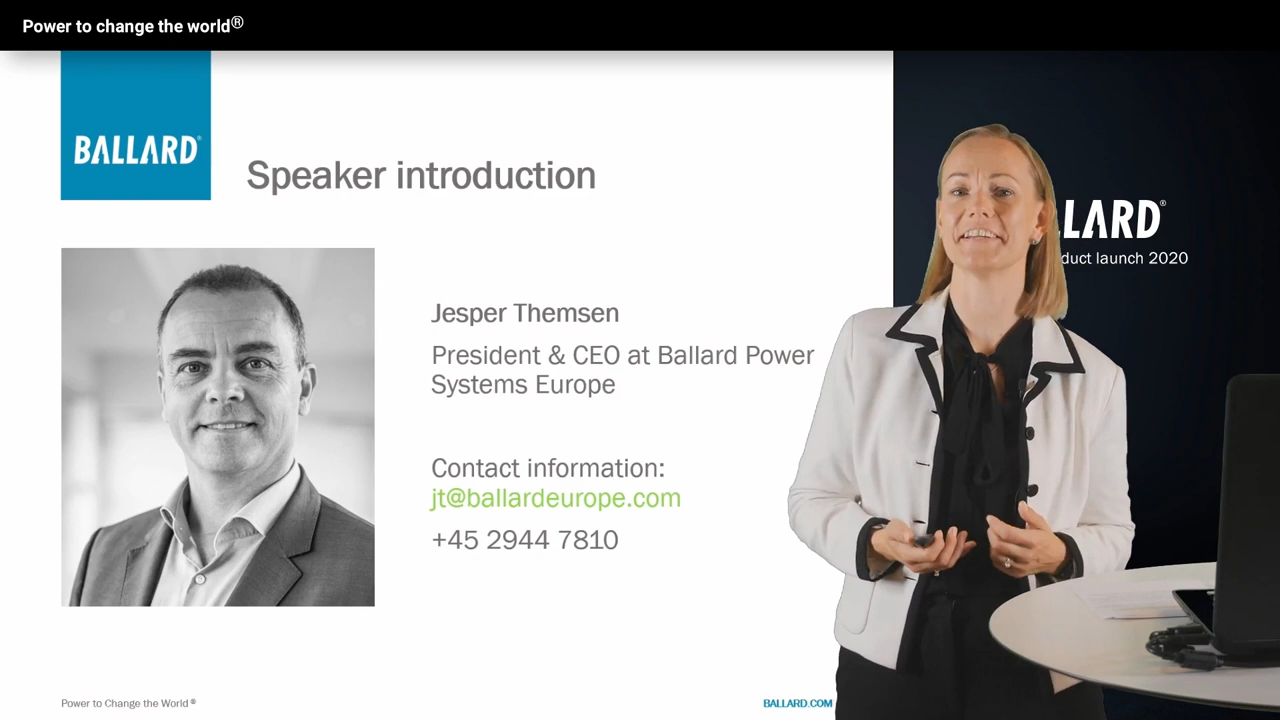 Power to change the world®
BALLARD®
Speaker introduction
LLARD®
duct launch 2020
Jesper Themsen
President & CEO at Ballard Power
Systems Europe
Contact information:
jt@ballardeurope.com
+45 2944 7810
Power to Change the World ®
BALLARD.COM